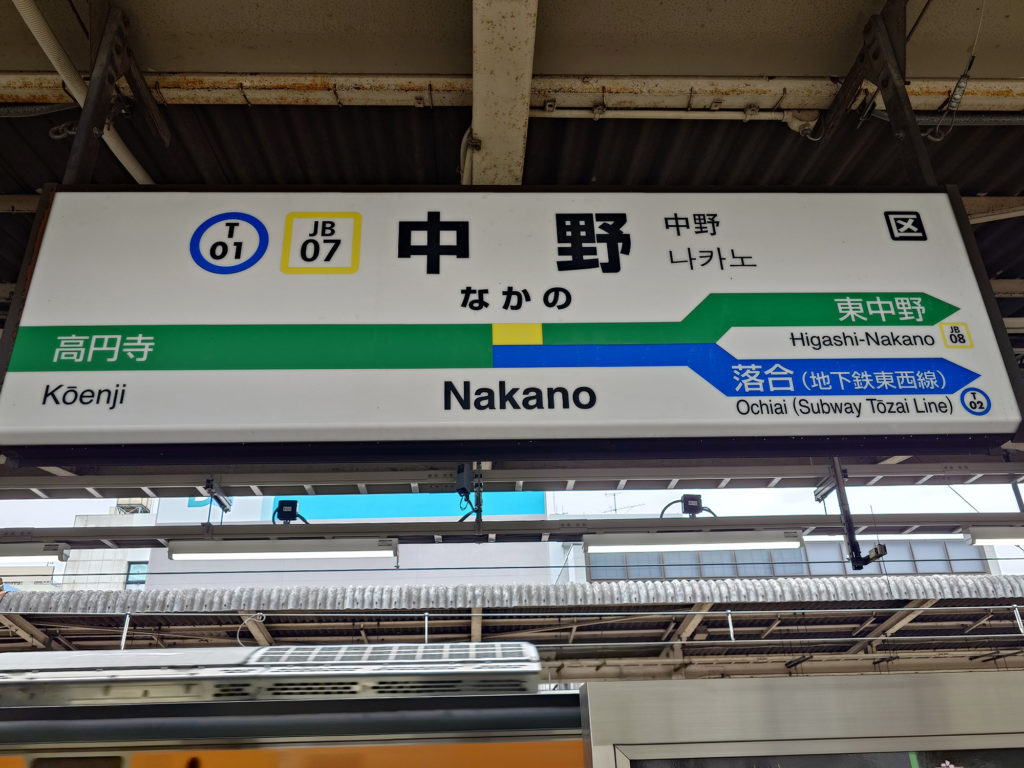 T 01
JB 07
中野
中野
나카노
区
なかの
高円寺
Kōenji
Nakano
東中野
Higashi-Nakano
JB 08
落合(地下鉄東西線)
Ochiai (Subway Tōzai Line)
T 02